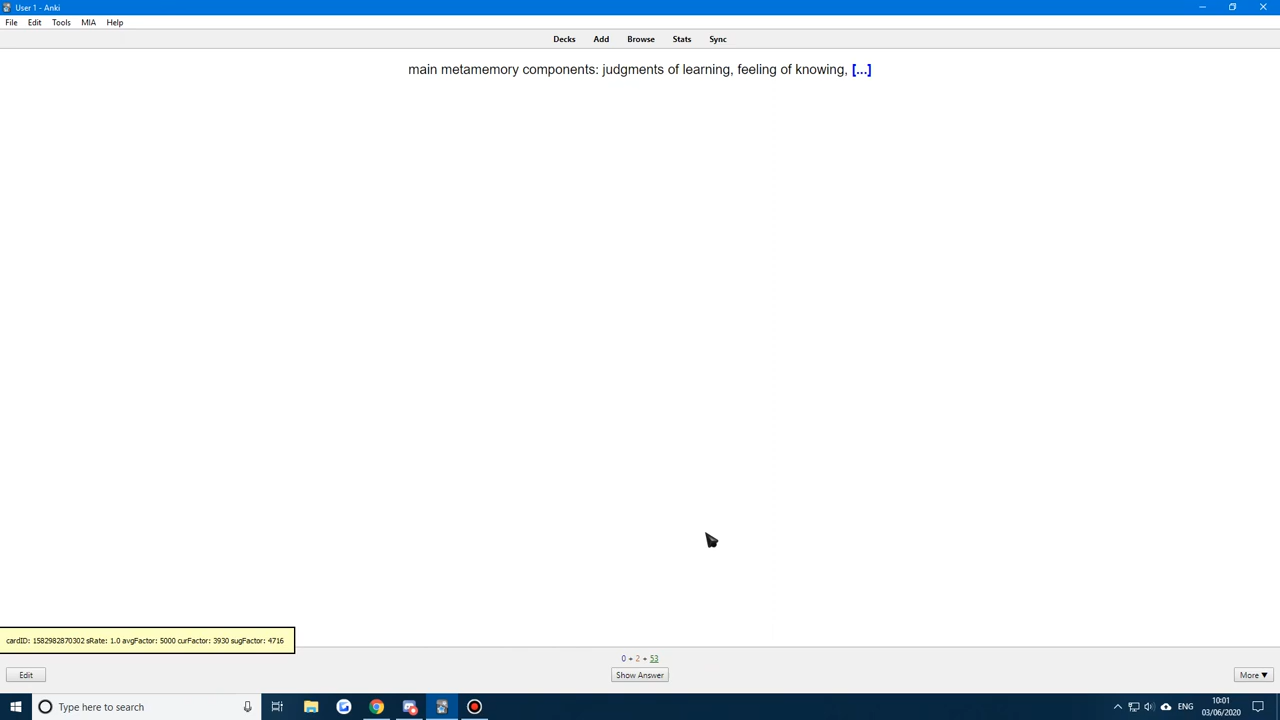 User 1 - Anki
File Edit Tools MIA Help
Decks Add Browse Stats Sync
main metamemory components: judgments of learning, feeling of knowing, [...]
cardID: 1582982870302 sRate: 1.0 avgFactor: 5000 curFactor: 3930 sugFactor: 4716
0 + 2 + 53
Edit Show Answer More ▼
Type here to search
ENG
10:01
03/06/2020